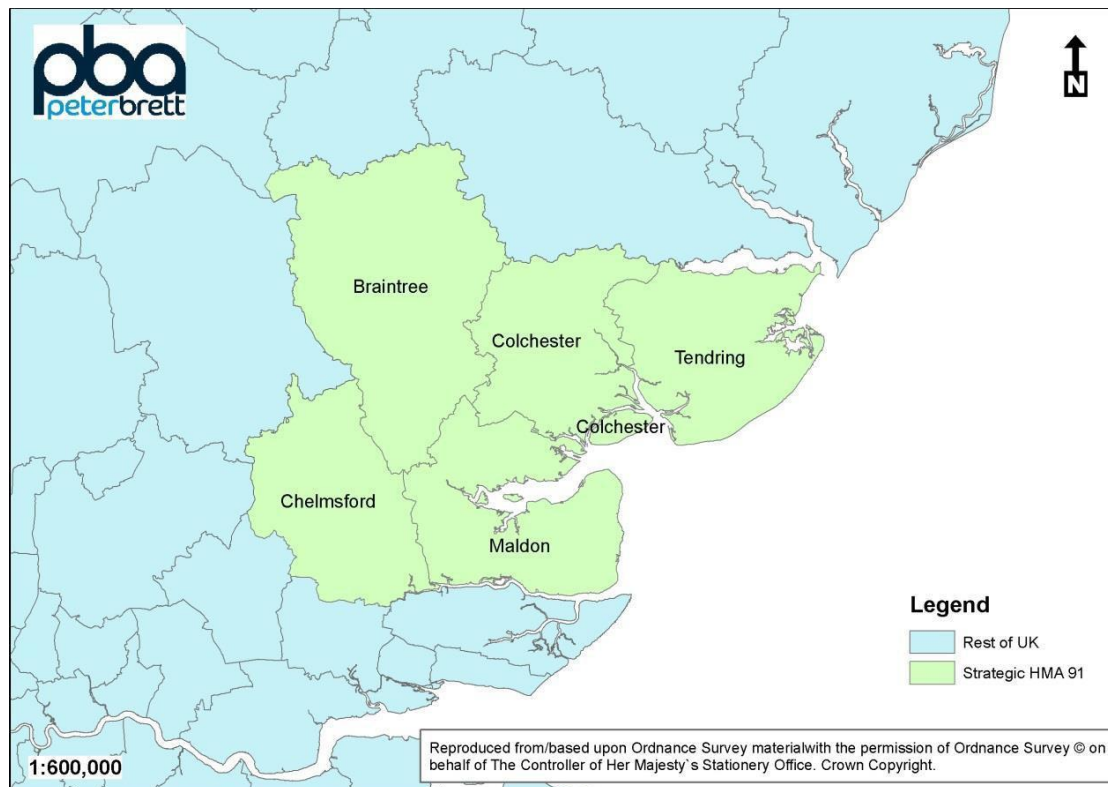 pba
peterbrett
N
Braintree
Colchester
Tendring
Colchester
Chelmsford
Maldon
Legend
Rest of UK
Strategic HMA 91
1:600,000
Reproduced from/based upon Ordnance Survey materialwith the permission of Ordnance Survey © on
behalf of The Controller of Her Majesty`s Stationery Office. Crown Copyright.